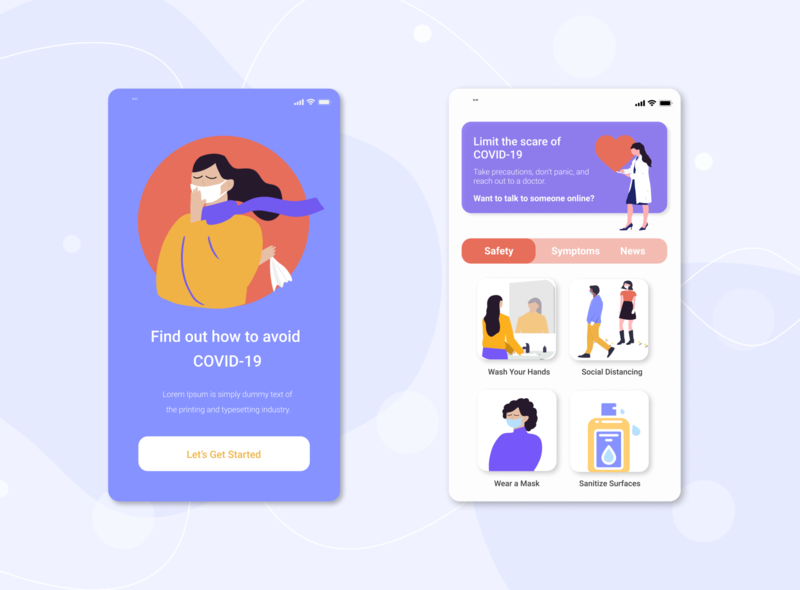 Find out how to avoid
COVID-19
Lorem Ipsum is simply dummy text of
the printing and typesetting industry.
Let's Get Started
Limit the scare of
COVID-19
Take precautions, don't panic, and
reach out to a doctor.
Want to talk to someone online?
Safety Symptoms News
Wash Your Hands Social Distancing
Wear a Mask Sanitize Surfaces